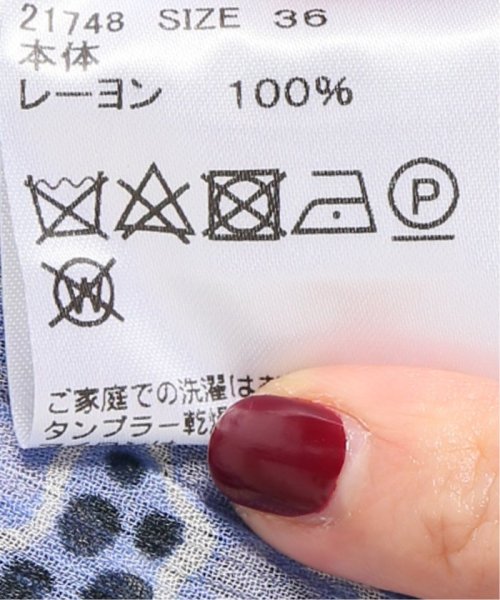 21748 SIZE 36
本体
レーヨン 100%
P
W
ご家庭での洗濯は
タンブラー乾